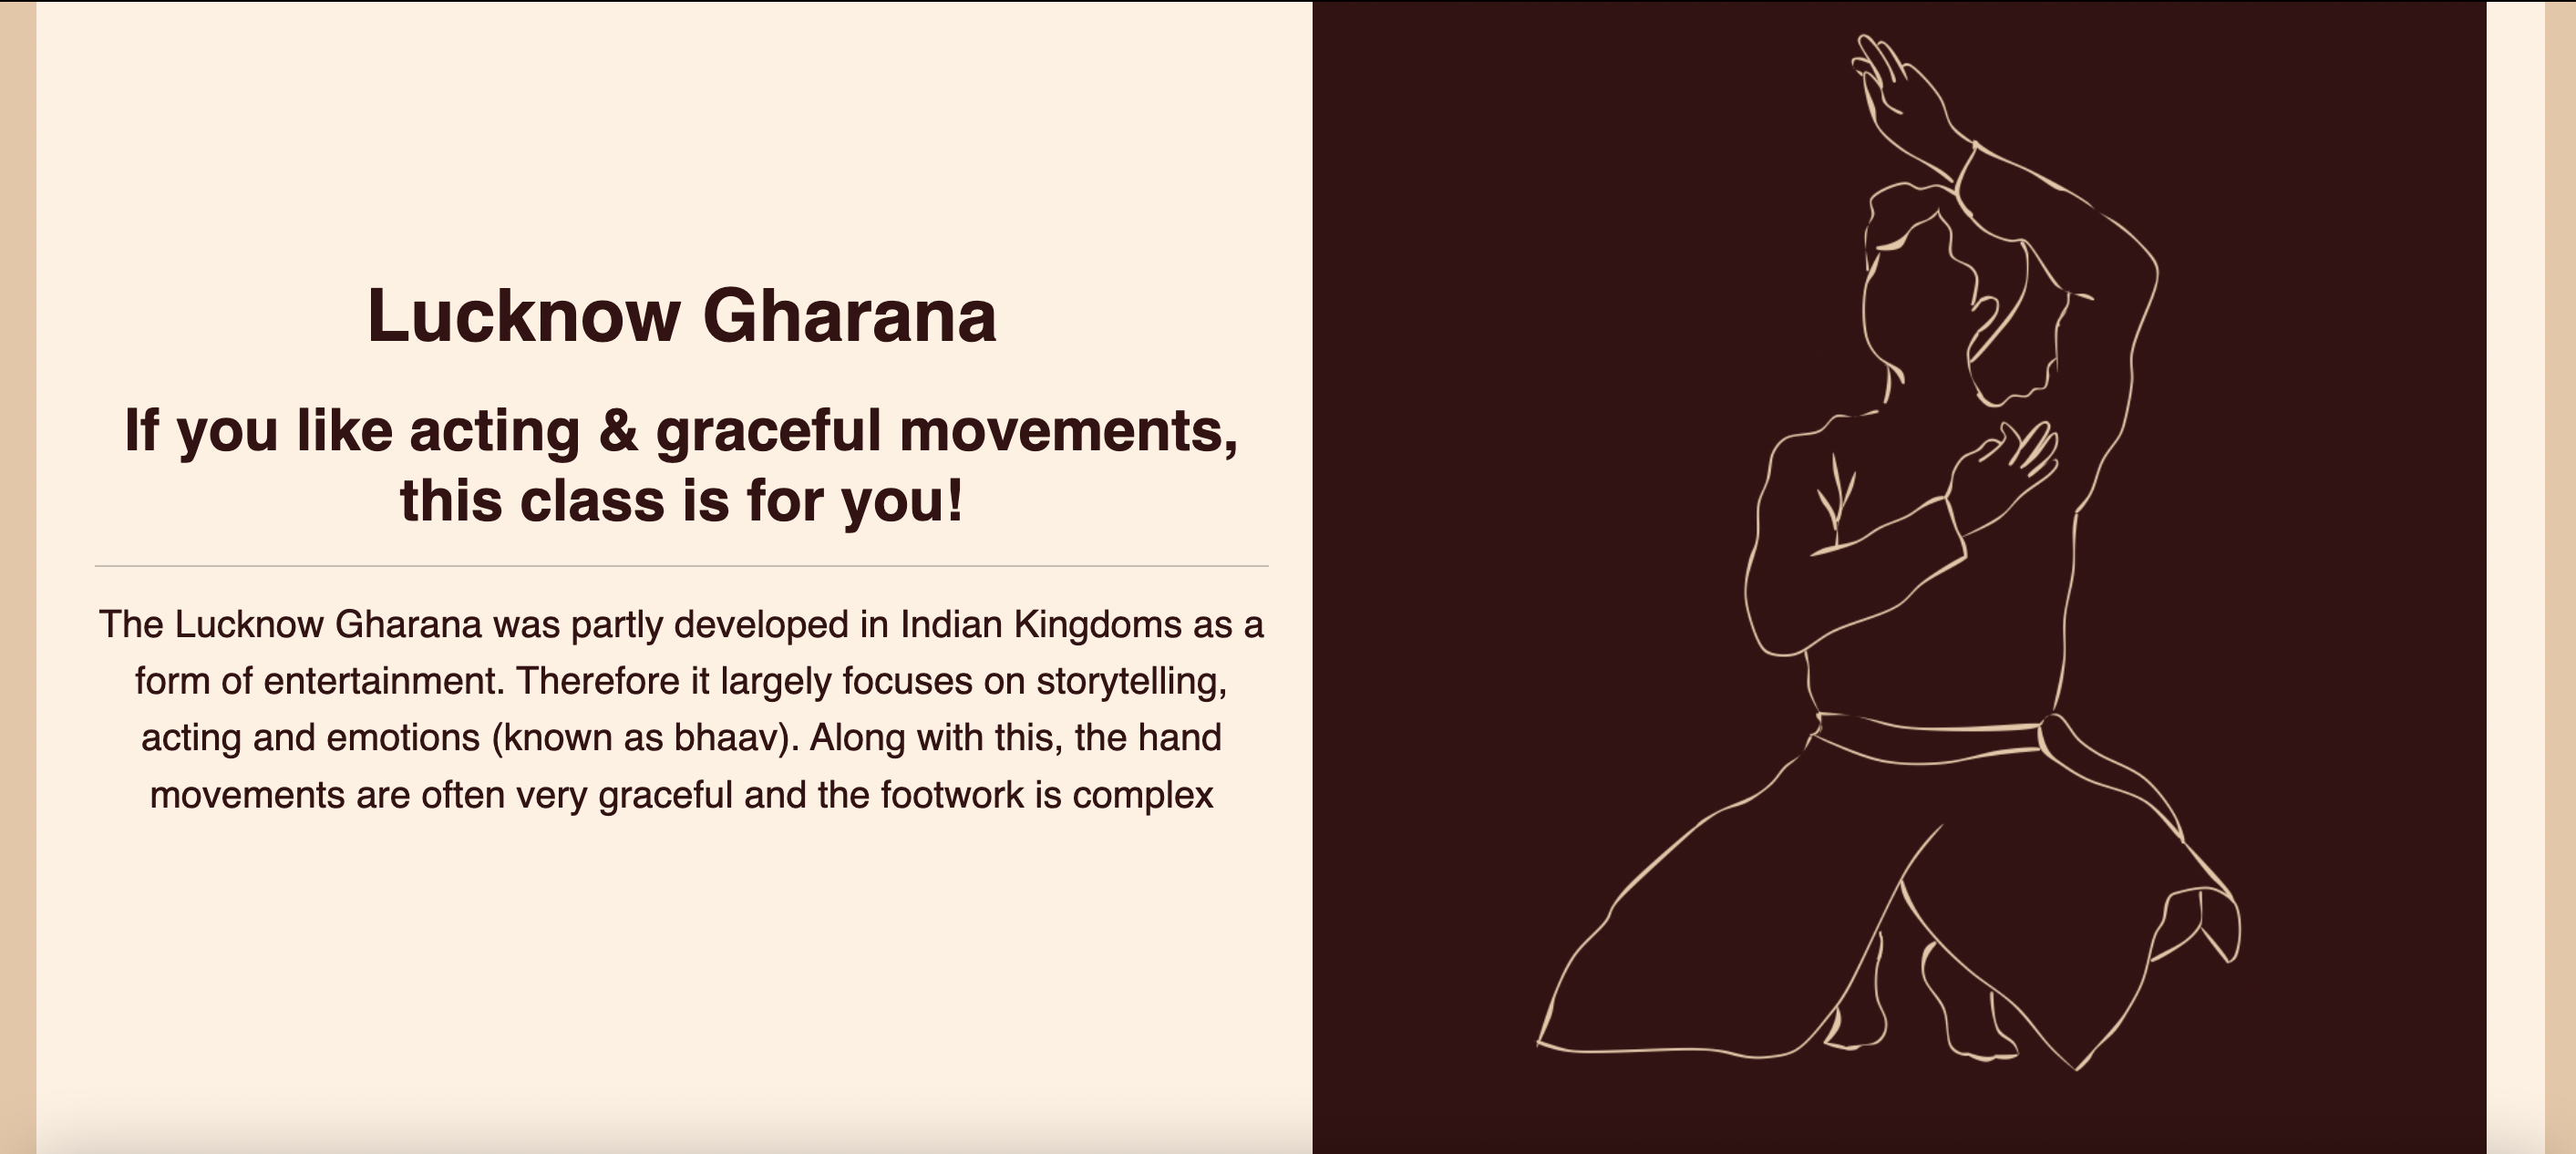 Lucknow Gharana
If you like acting & graceful movements,
this class is for you!
The Lucknow Gharana was partly developed in Indian Kingdoms as a
form of entertainment. Therefore it largely focuses on storytelling,
acting and emotions (known as bhaav). Along with this, the hand
movements are often very graceful and the footwork is complex